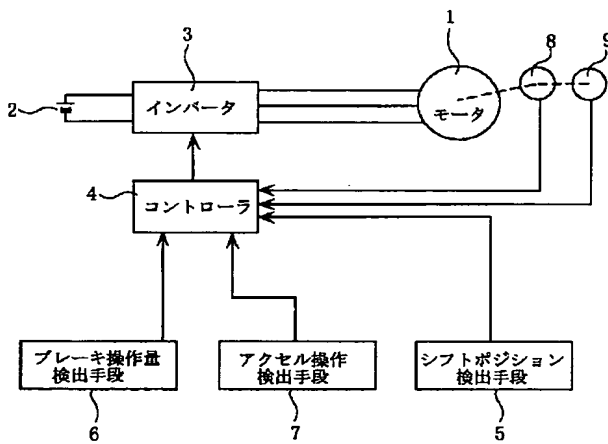 1
8
9
3
2
インバータ
モータ
4
コントローラ
ブレーキ操作量
検出手段
アクセル操作
検出手段
シフトポジション
検出手段
6
7
5